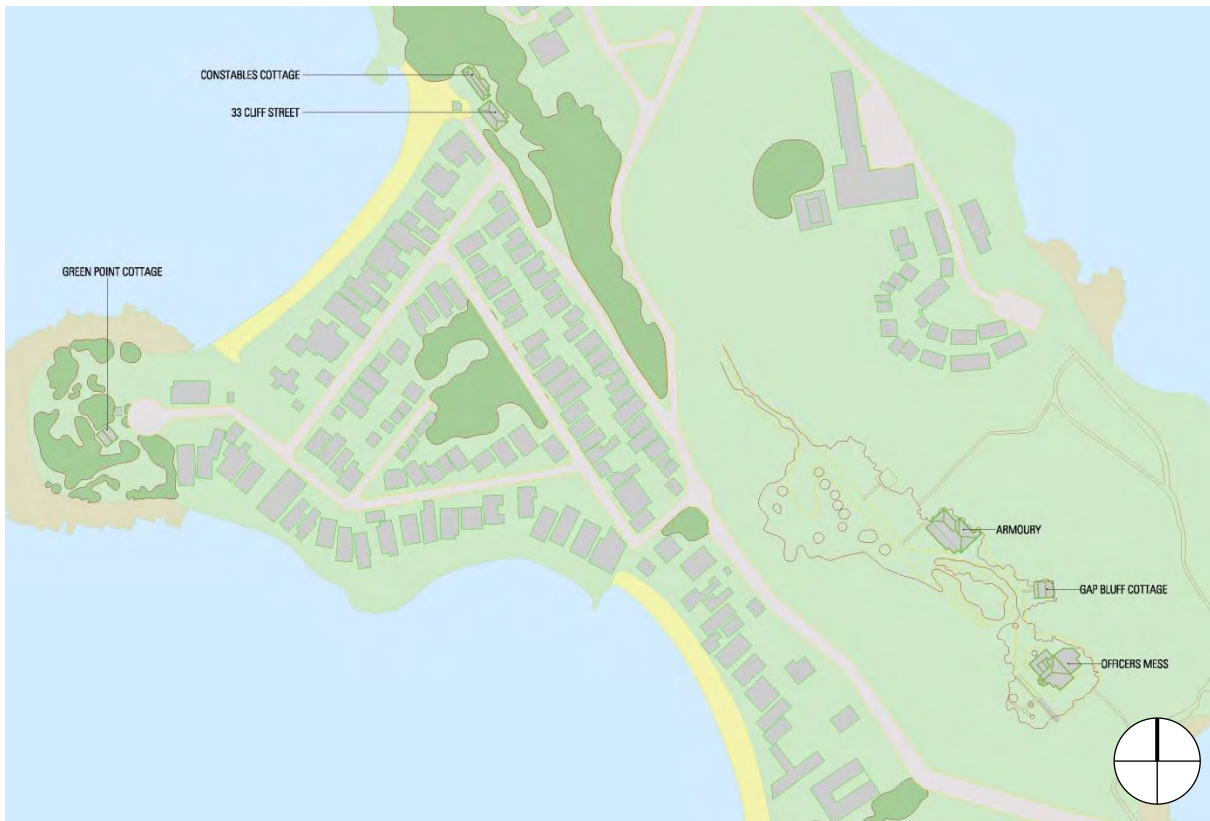 CONSTABLES COTTAGE
33 CLIFF STREET
GREEN POINT COTTAGE
ARMOURY
GAP BLUFF COTTAGE
OFFICERS MESS